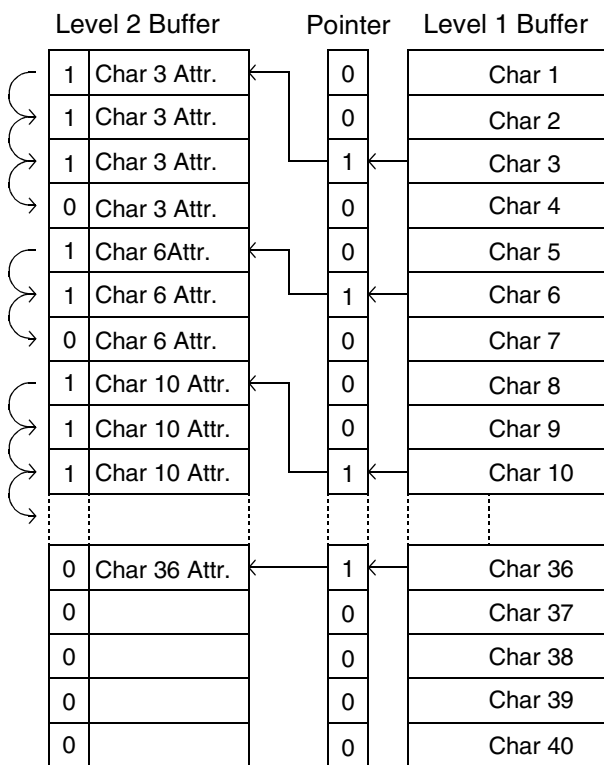 Level 2 Buffer Pointer Level 1 Buffer
1 Char 3 Attr. 0 Char 1
1 Char 3 Attr. 0 Char 2
1 Char 3 Attr. 1 Char 3
0 Char 3 Attr. 0 Char 4
1 Char 6Attr. 0 Char 5
1 Char 6 Attr. 1 Char 6
0 Char 6 Attr. 0 Char 7
1 Char 10 Attr. 0 Char 8
1 Char 10 Attr. 0 Char 9
1 Char 10 Attr. 1 Char 10
0 Char 36 Attr. 1 Char 36
0 0 Char 37
0 0 Char 38
0 0 Char 39
0 0 Char 40